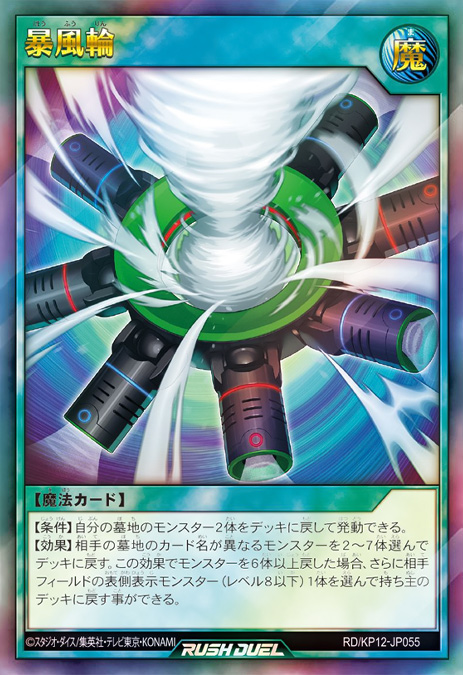 暴風輪
魔
【魔法カード】
【条件】自分の墓地のモンスター2体をデッキに戻して発動できる。
【効果】相手の墓地のカード名が異なるモンスターを2～7体選んで
デッキに戻す。この効果でモンスターを6体以上戻した場合、さらに相手
フィールドの表側表示モンスター(レベル8以下)1体を選んで持ち主の
デッキに戻す事ができる。
©スタジオ・ダイス/集英社・テレビ東京・KONAMI
RUSH DUEL
RD/KP12-JP055